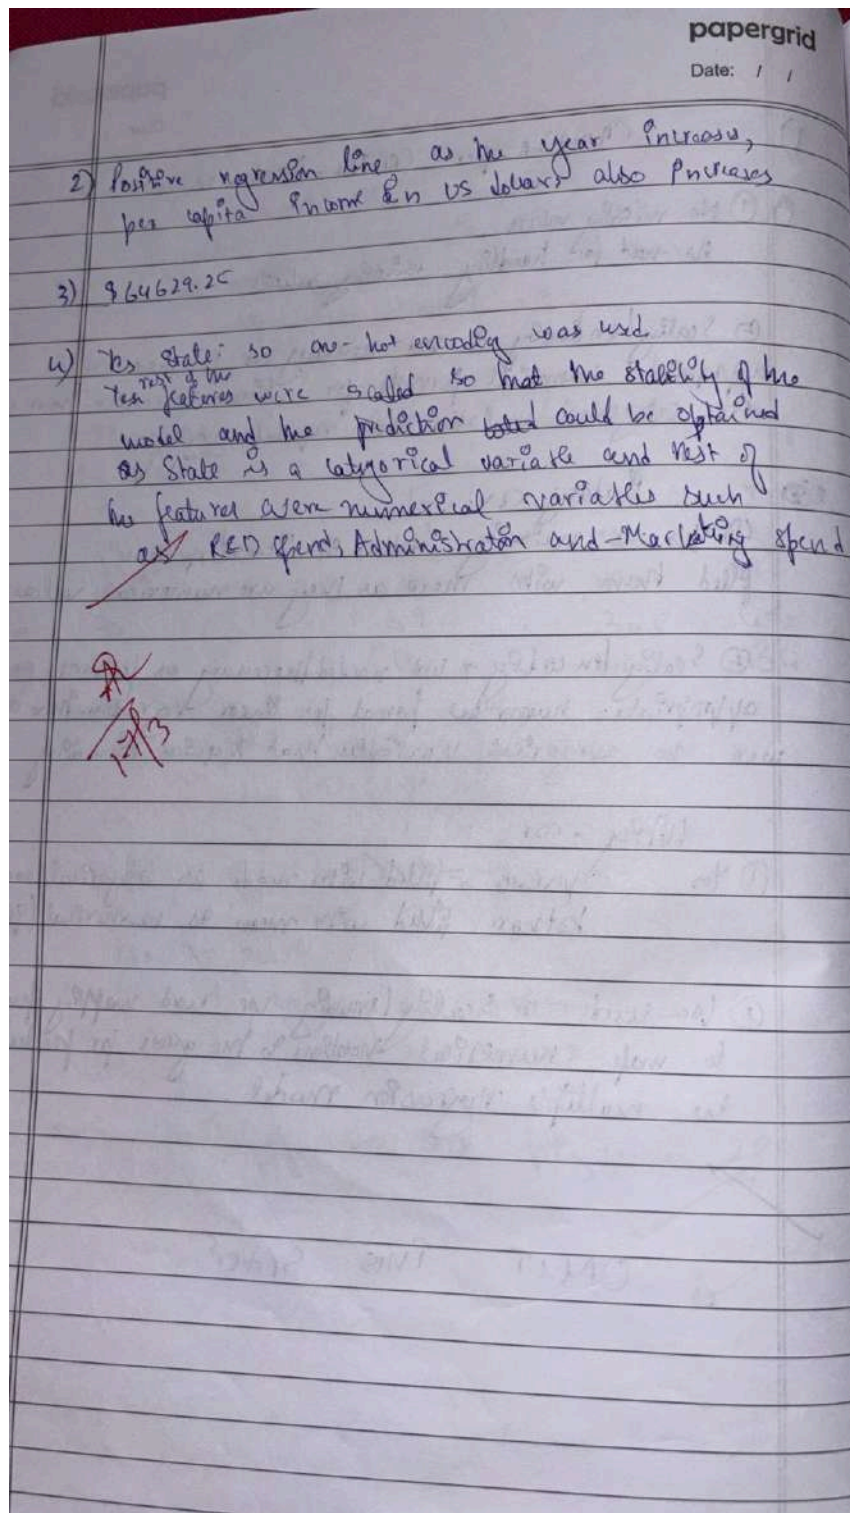 papergrid
Date: / /
2) Positive regression line as the year increases,
per capita income in US dollars also increases
3) $64629.25
4) Yes State: so one-hot encoding was used
rest of the
Yes features were scaled so that the stability of the
model and the prediction could be obtained
as State is a categorical variable and rest of
the features were numerical variables such
as R&D spend, Administration and Marketing spend
17/3